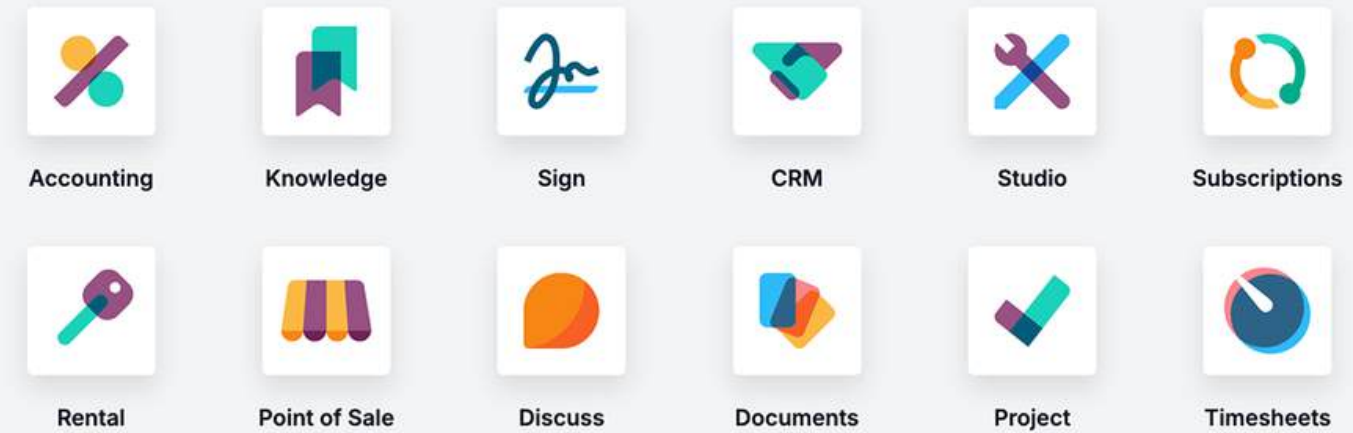 Accounting Knowledge Sign CRM Studio Subscriptions
Rental Point of Sale Discuss Documents Project Timesheets